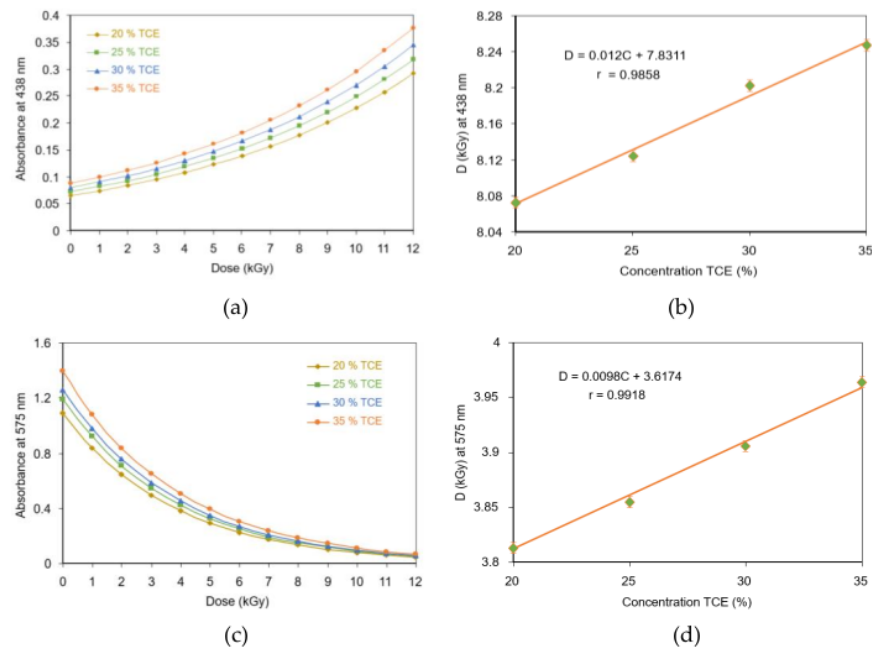 0.4
0.35
0.3
0.25
0.2
0.15
0.1
0.05
0
Absorbance at 438 nm
20 % TCE
25 % TCE
30 % TCE
35 % TCE
0 1 2 3 4 5 6 7 8 9 10 11 12
Dose (kGy)
(a)
8.28
8.24
8.2
8.16
8.12
8.08
8.04
D (kGy) at 438 nm
D = 0.012C + 7.8311
r = 0.9858
20 25 30 35
Concentration TCE (%)
(b)
1.6
1.2
0.8
0.4
0
Absorbance at 575 nm
20 % TCE
25 % TCE
30 % TCE
35 % TCE
0 1 2 3 4 5 6 7 8 9 10 11 12
Dose (kGy)
(c)
4
3.95
3.9
3.85
3.8
D (kGy) at 575 nm
D = 0.0098C + 3.6174
r = 0.9918
20 25 30 35
Concentration TCE (%)
(d)